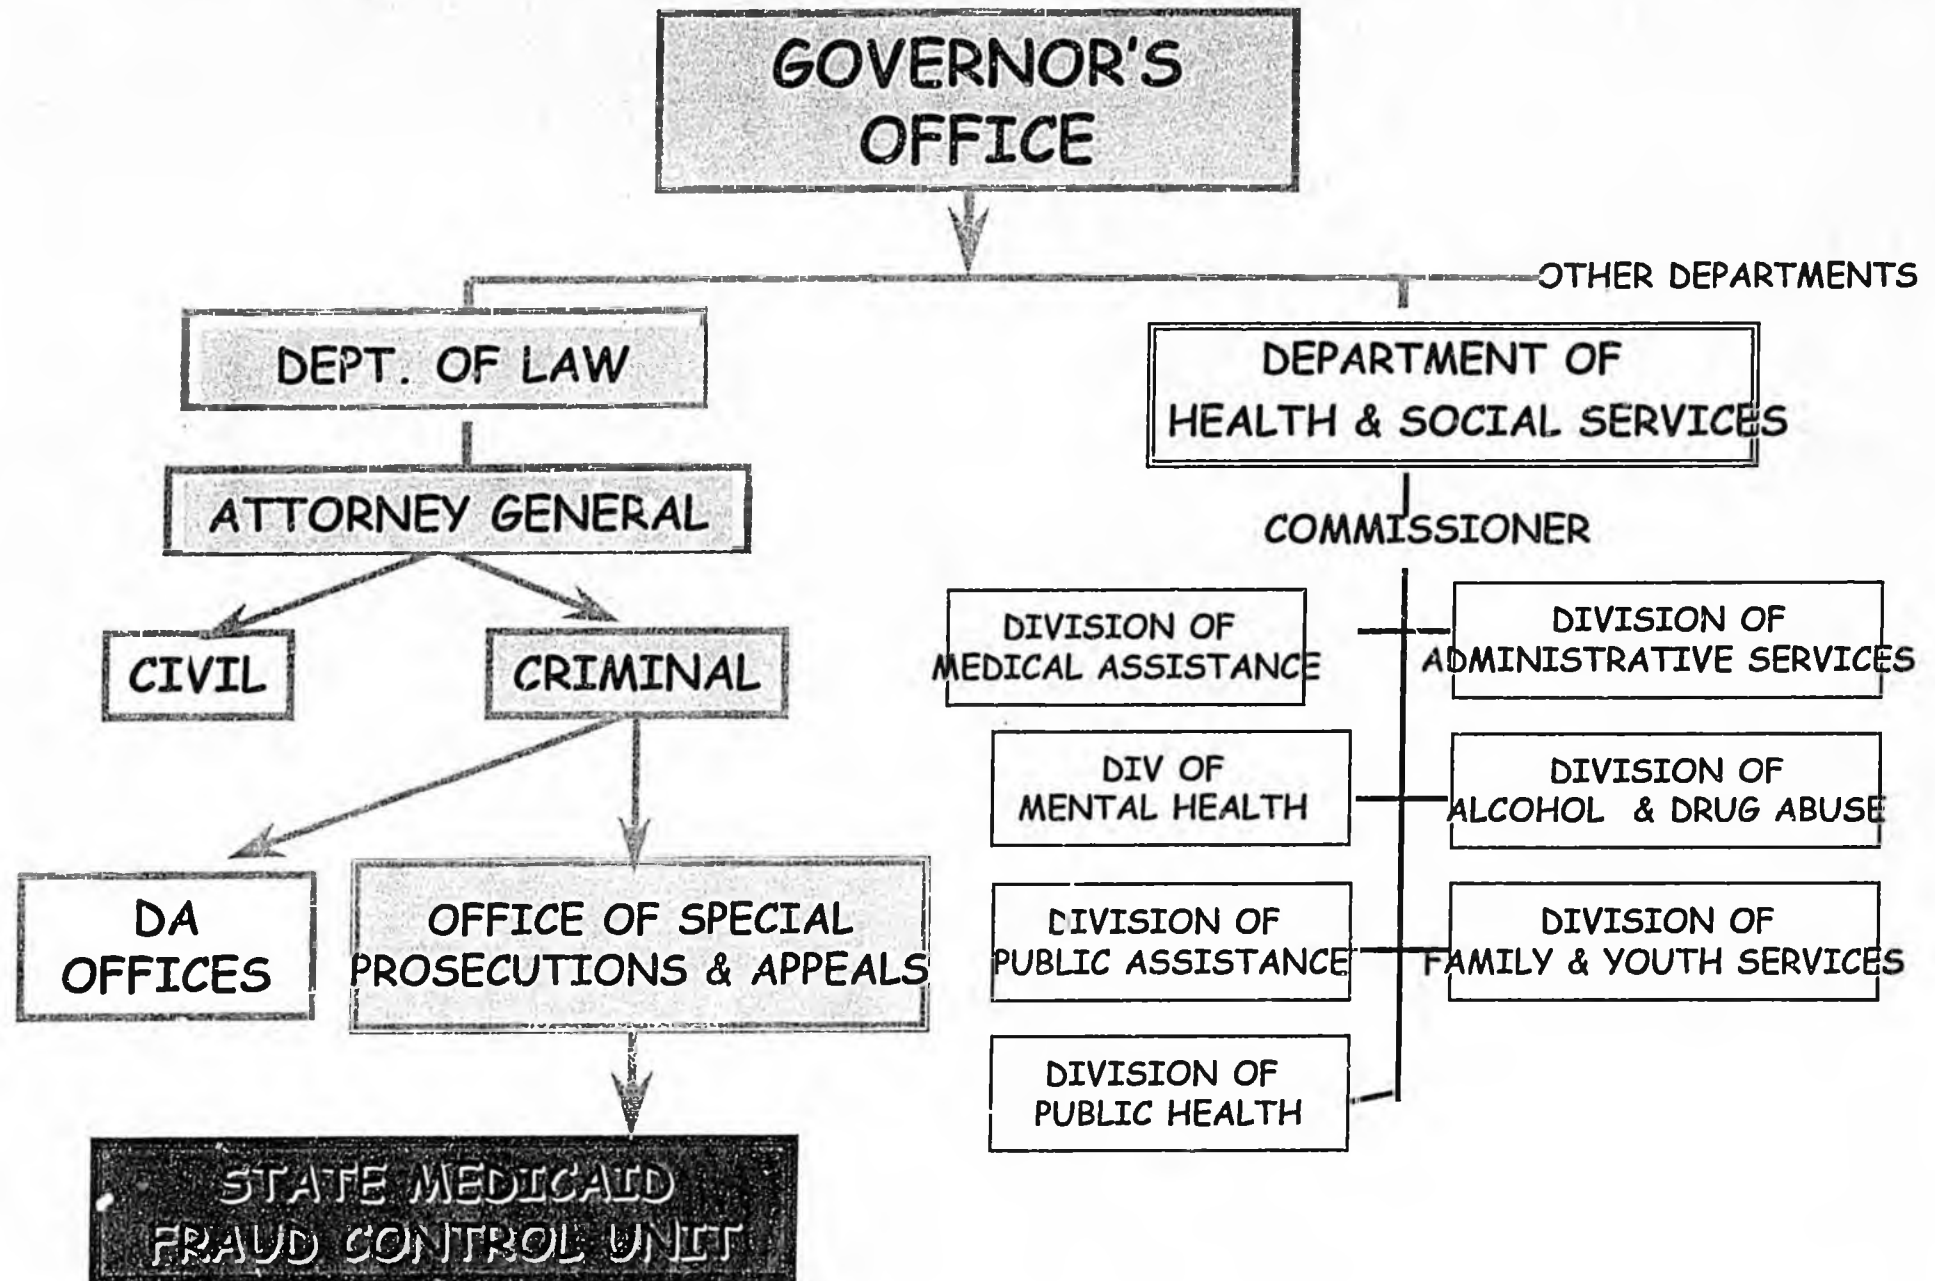 GOVERNOR'S
OFFICE
OTHER DEPARTMENTS
DEPT. OF LAW
DEPARTMENT OF
HEALTH & SOCIAL SERVICES
ATTORNEY GENERAL
COMMISSIONER
CIVIL
CRIMINAL
DIVISION OF
MEDICAL ASSISTANCE
DIVISION OF
ADMINISTRATIVE SERVICES
DIV OF
MENTAL HEALTH
DIVISION OF
ALCOHOL & DRUG ABUSE
DA
OFFICES
OFFICE OF SPECIAL
PROSECUTIONS & APPEALS
DIVISION OF
PUBLIC ASSISTANCE
DIVISION OF
FAMILY & YOUTH SERVICES
DIVISION OF
PUBLIC HEALTH
STATE MEDICAID
FRAUD CONTROL UNIT